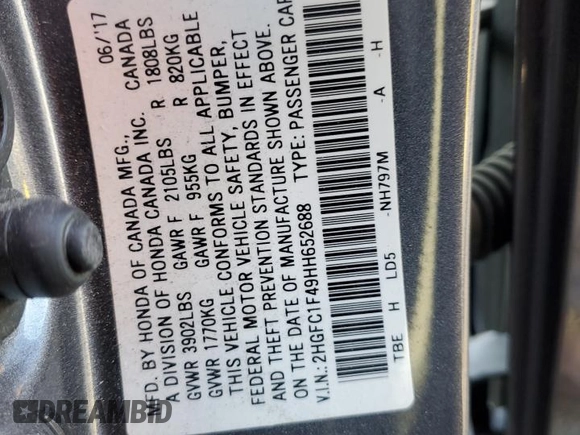 MFD. BY HONDA OF CANADA MFG., 06/'17
A DIVISION OF HONDA CANADA INC. CANADA
GVWR 3902LBS GAWR F 2105LBS R 1808LBS
GVWR 1770KG GAWR F 955KG R 820KG
THIS VEHICLE CONFORMS TO ALL APPLICABLE
FEDERAL MOTOR VEHICLE SAFETY, BUMPER,
AND THEFT PREVENTION STANDARDS IN EFFECT
ON THE DATE OF MANUFACTURE SHOWN ABOVE.
V.I.N.: 2HGFC1F49HH652688 TYPE: PASSENGER CAR
TBE H LD5 -NH797M -A -H
DREAMBID